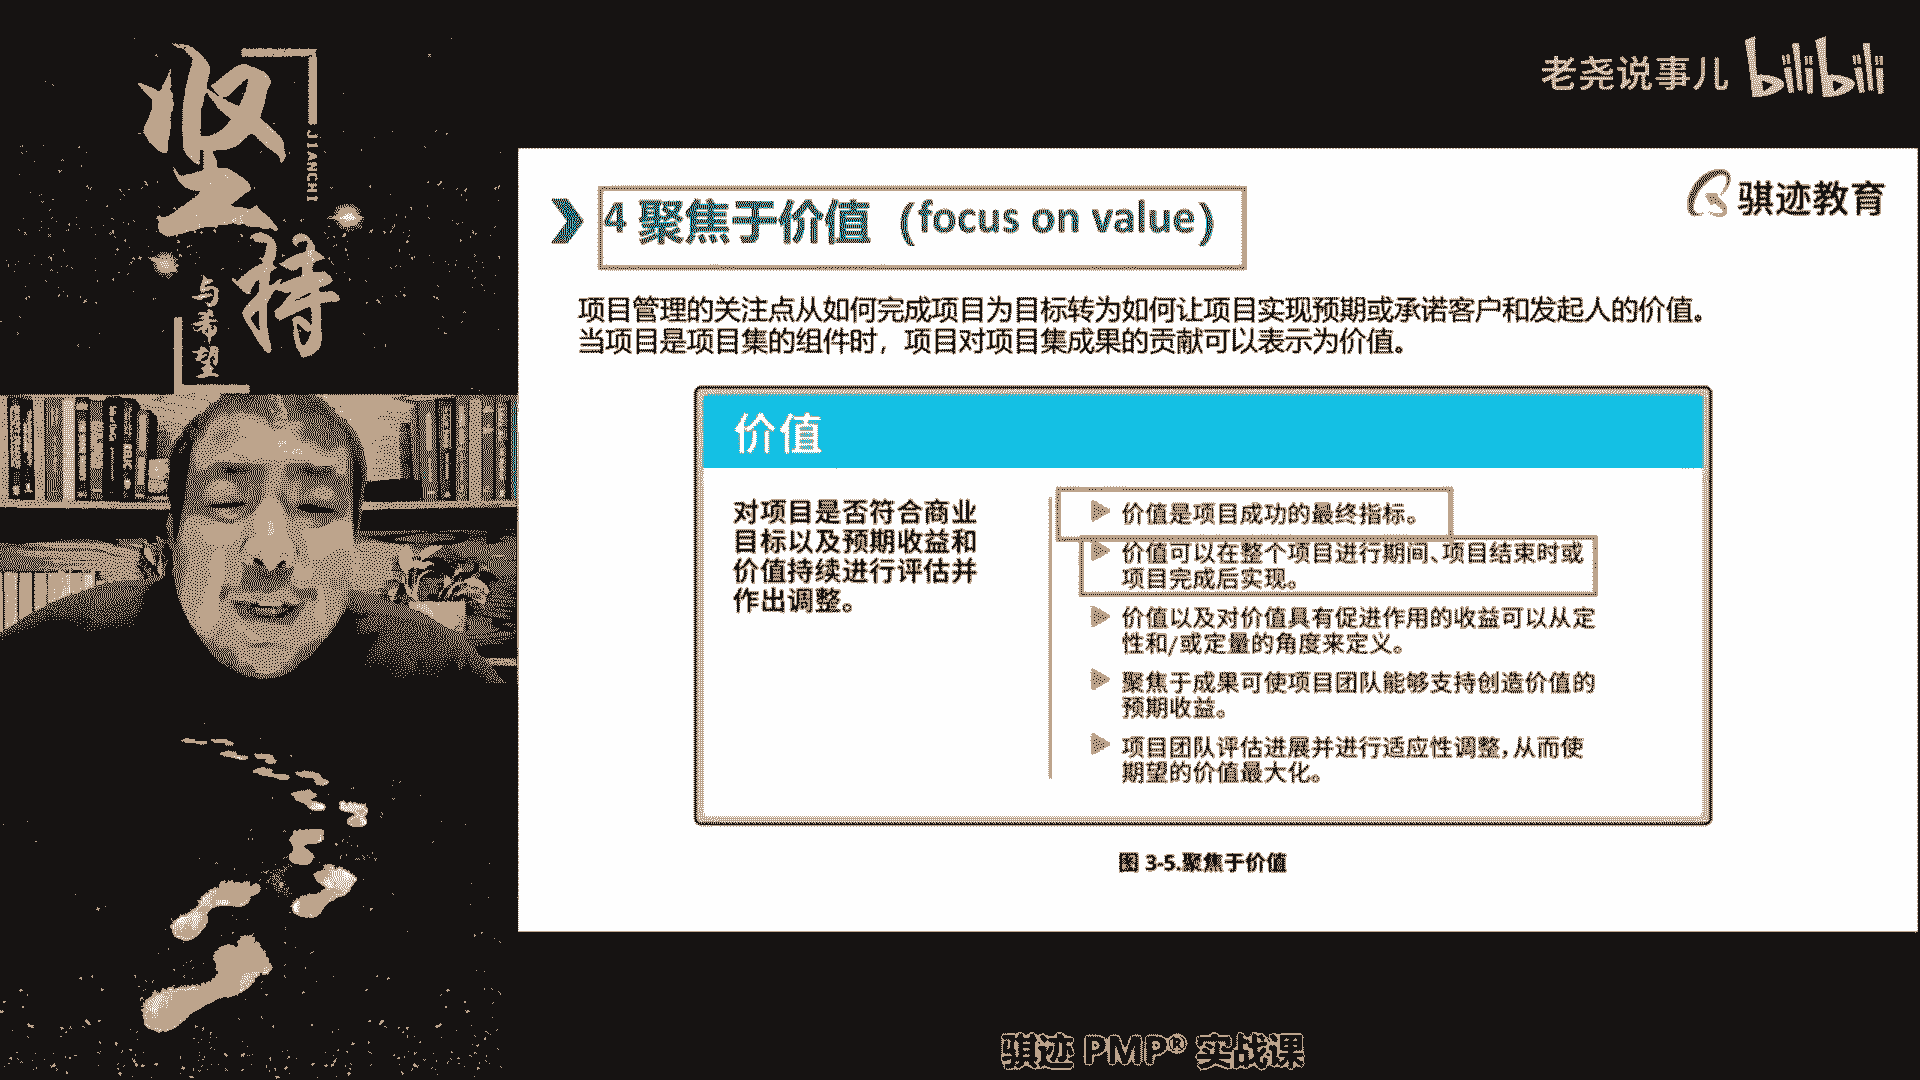 坚持
JIANCHI
与希望
老尧说事儿 bilibili
骐迹教育
4 聚焦于价值（focus on value）
项目管理的关注点从如何完成项目为目标转为如何让项目实现预期或承诺客户和发起人的价值。
当项目是项目集的组件时，项目对项目集成果的贡献可以表示为价值。
价值
对项目是否符合商业
目标以及预期收益和
价值持续进行评估并
作出调整。
价值是项目成功的最终指标。
价值可以在整个项目进行期间、项目结束时或
项目完成后实现。
价值以及对价值具有促进作用的收益可以从定
性和/或定量的角度来定义。
聚焦于成果可使项目团队能够支持创造价值的
预期收益。
项目团队评估进展并进行适应性调整，从而使
期望的价值最大化。
图 3-5.聚焦于价值
骐迹 PMP® 实战课